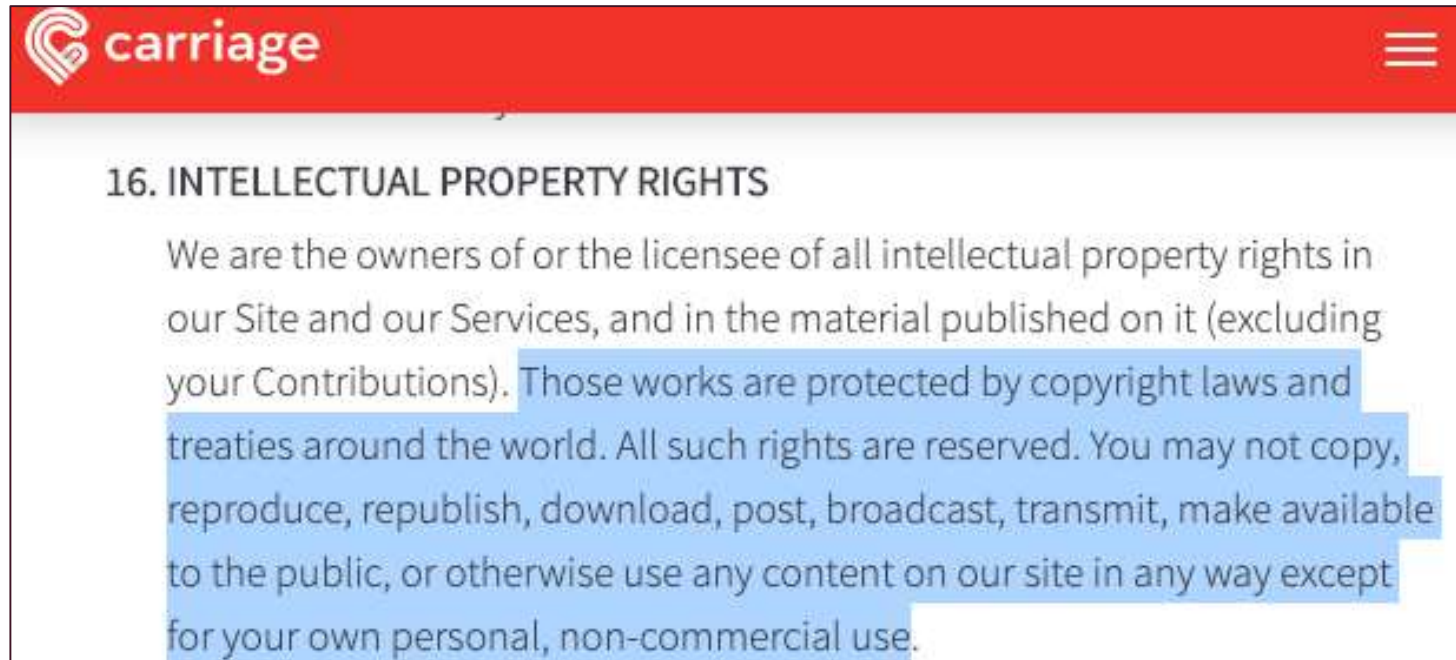 carriage
16. INTELLECTUAL PROPERTY RIGHTS
We are the owners of or the licensee of all intellectual property rights in
our Site and our Services, and in the material published on it (excluding
your Contributions). Those works are protected by copyright laws and
treaties around the world. All such rights are reserved. You may not copy,
reproduce, republish, download, post, broadcast, transmit, make available
to the public, or otherwise use any content on our site in any way except
for your own personal, non-commercial use.